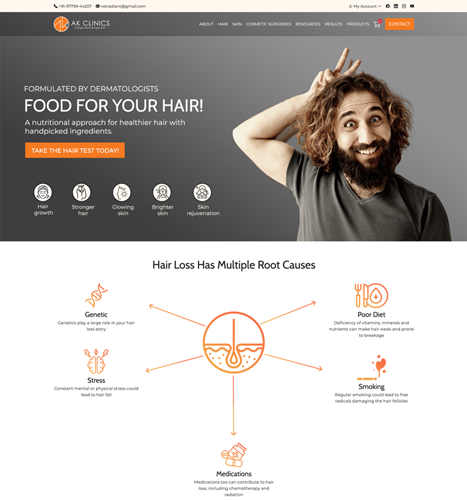 +91-97799-44207 netradiant@gmail.com My Account
AK CLINICS
ABOUT HAIR SKIN COSMETIC SURGERIES RESOURCES RESULTS PRODUCTS CONTACT
FORMULATED BY DERMATOLOGISTS
FOOD FOR YOUR HAIR!
A nutritional approach for healthier hair with
handpicked ingredients.
TAKE THE HAIR TEST TODAY!
Hair
growth
Stronger
hair
Glowing
skin
Brighter
skin
Skin
rejuvenation
Hair Loss Has Multiple Root Causes
Genetic
Genetics play a large role in your hair
loss story
Poor Diet
Deficiency of vitamins, minerals and
nutrients can make hair weak and prone
to breakage
Stress
Constant mental or physical stress could
lead to hair fall
Smoking
Regular smoking could lead to free
radicals damaging the hair follicles
Medications
Medications too can contribute to hair
loss, including chemotherapy and
radiation